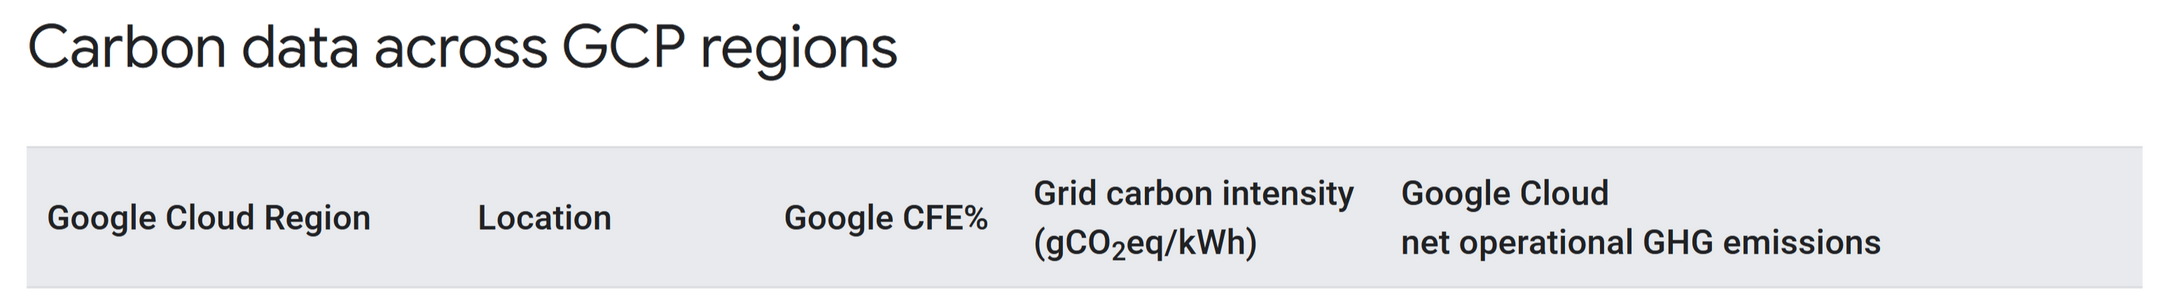 Carbon data across GCP regions
Google Cloud Region
Location
Google CFE%
Grid carbon intensity
(gCO₂eq/kWh)
Google Cloud
net operational GHG emissions